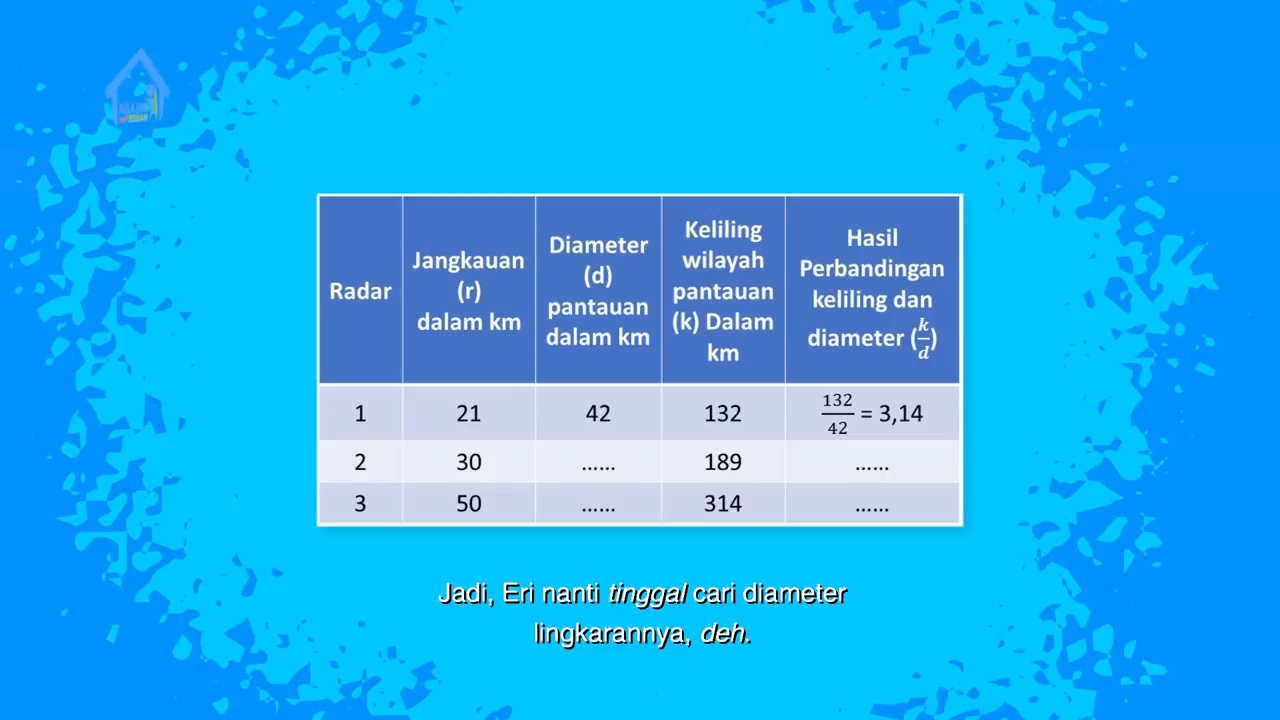 Radar
Jangkauan
(r)
dalam km
Diameter
(d)
pantauan
dalam km
Keliling
wilayah
pantauan
(k) Dalam
km
Hasil
Perbandingan
keliling dan
diameter (k/d)
1 21 42 132 132/42 = 3,14
2 30 ...... 189 ......
3 50 ...... 314 ......
Jadi, Eri nanti tinggal cari diameter
lingkarannya, deh.